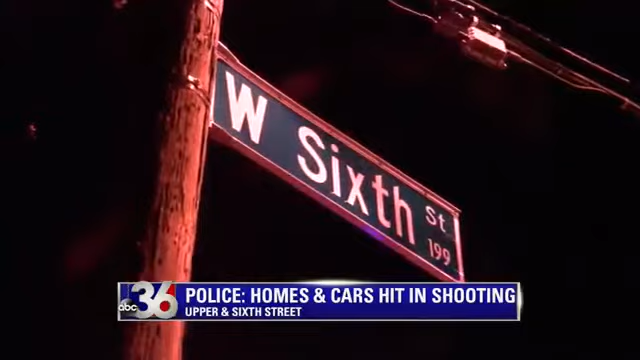 W Sixth St
199
abc 36
POLICE: HOMES & CARS HIT IN SHOOTING
UPPER & SIXTH STREET